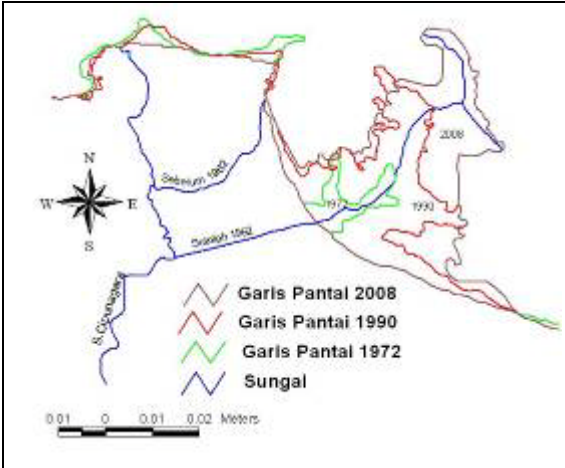 2008
Sebelum 1962
1972
1990
N
W E
S
Setelah 1962
S.Cipunagara
Garis Pantai 2008
Garis Pantai 1990
Garis Pantai 1972
Sungai
0.01 0 0.01 0.02 Meters